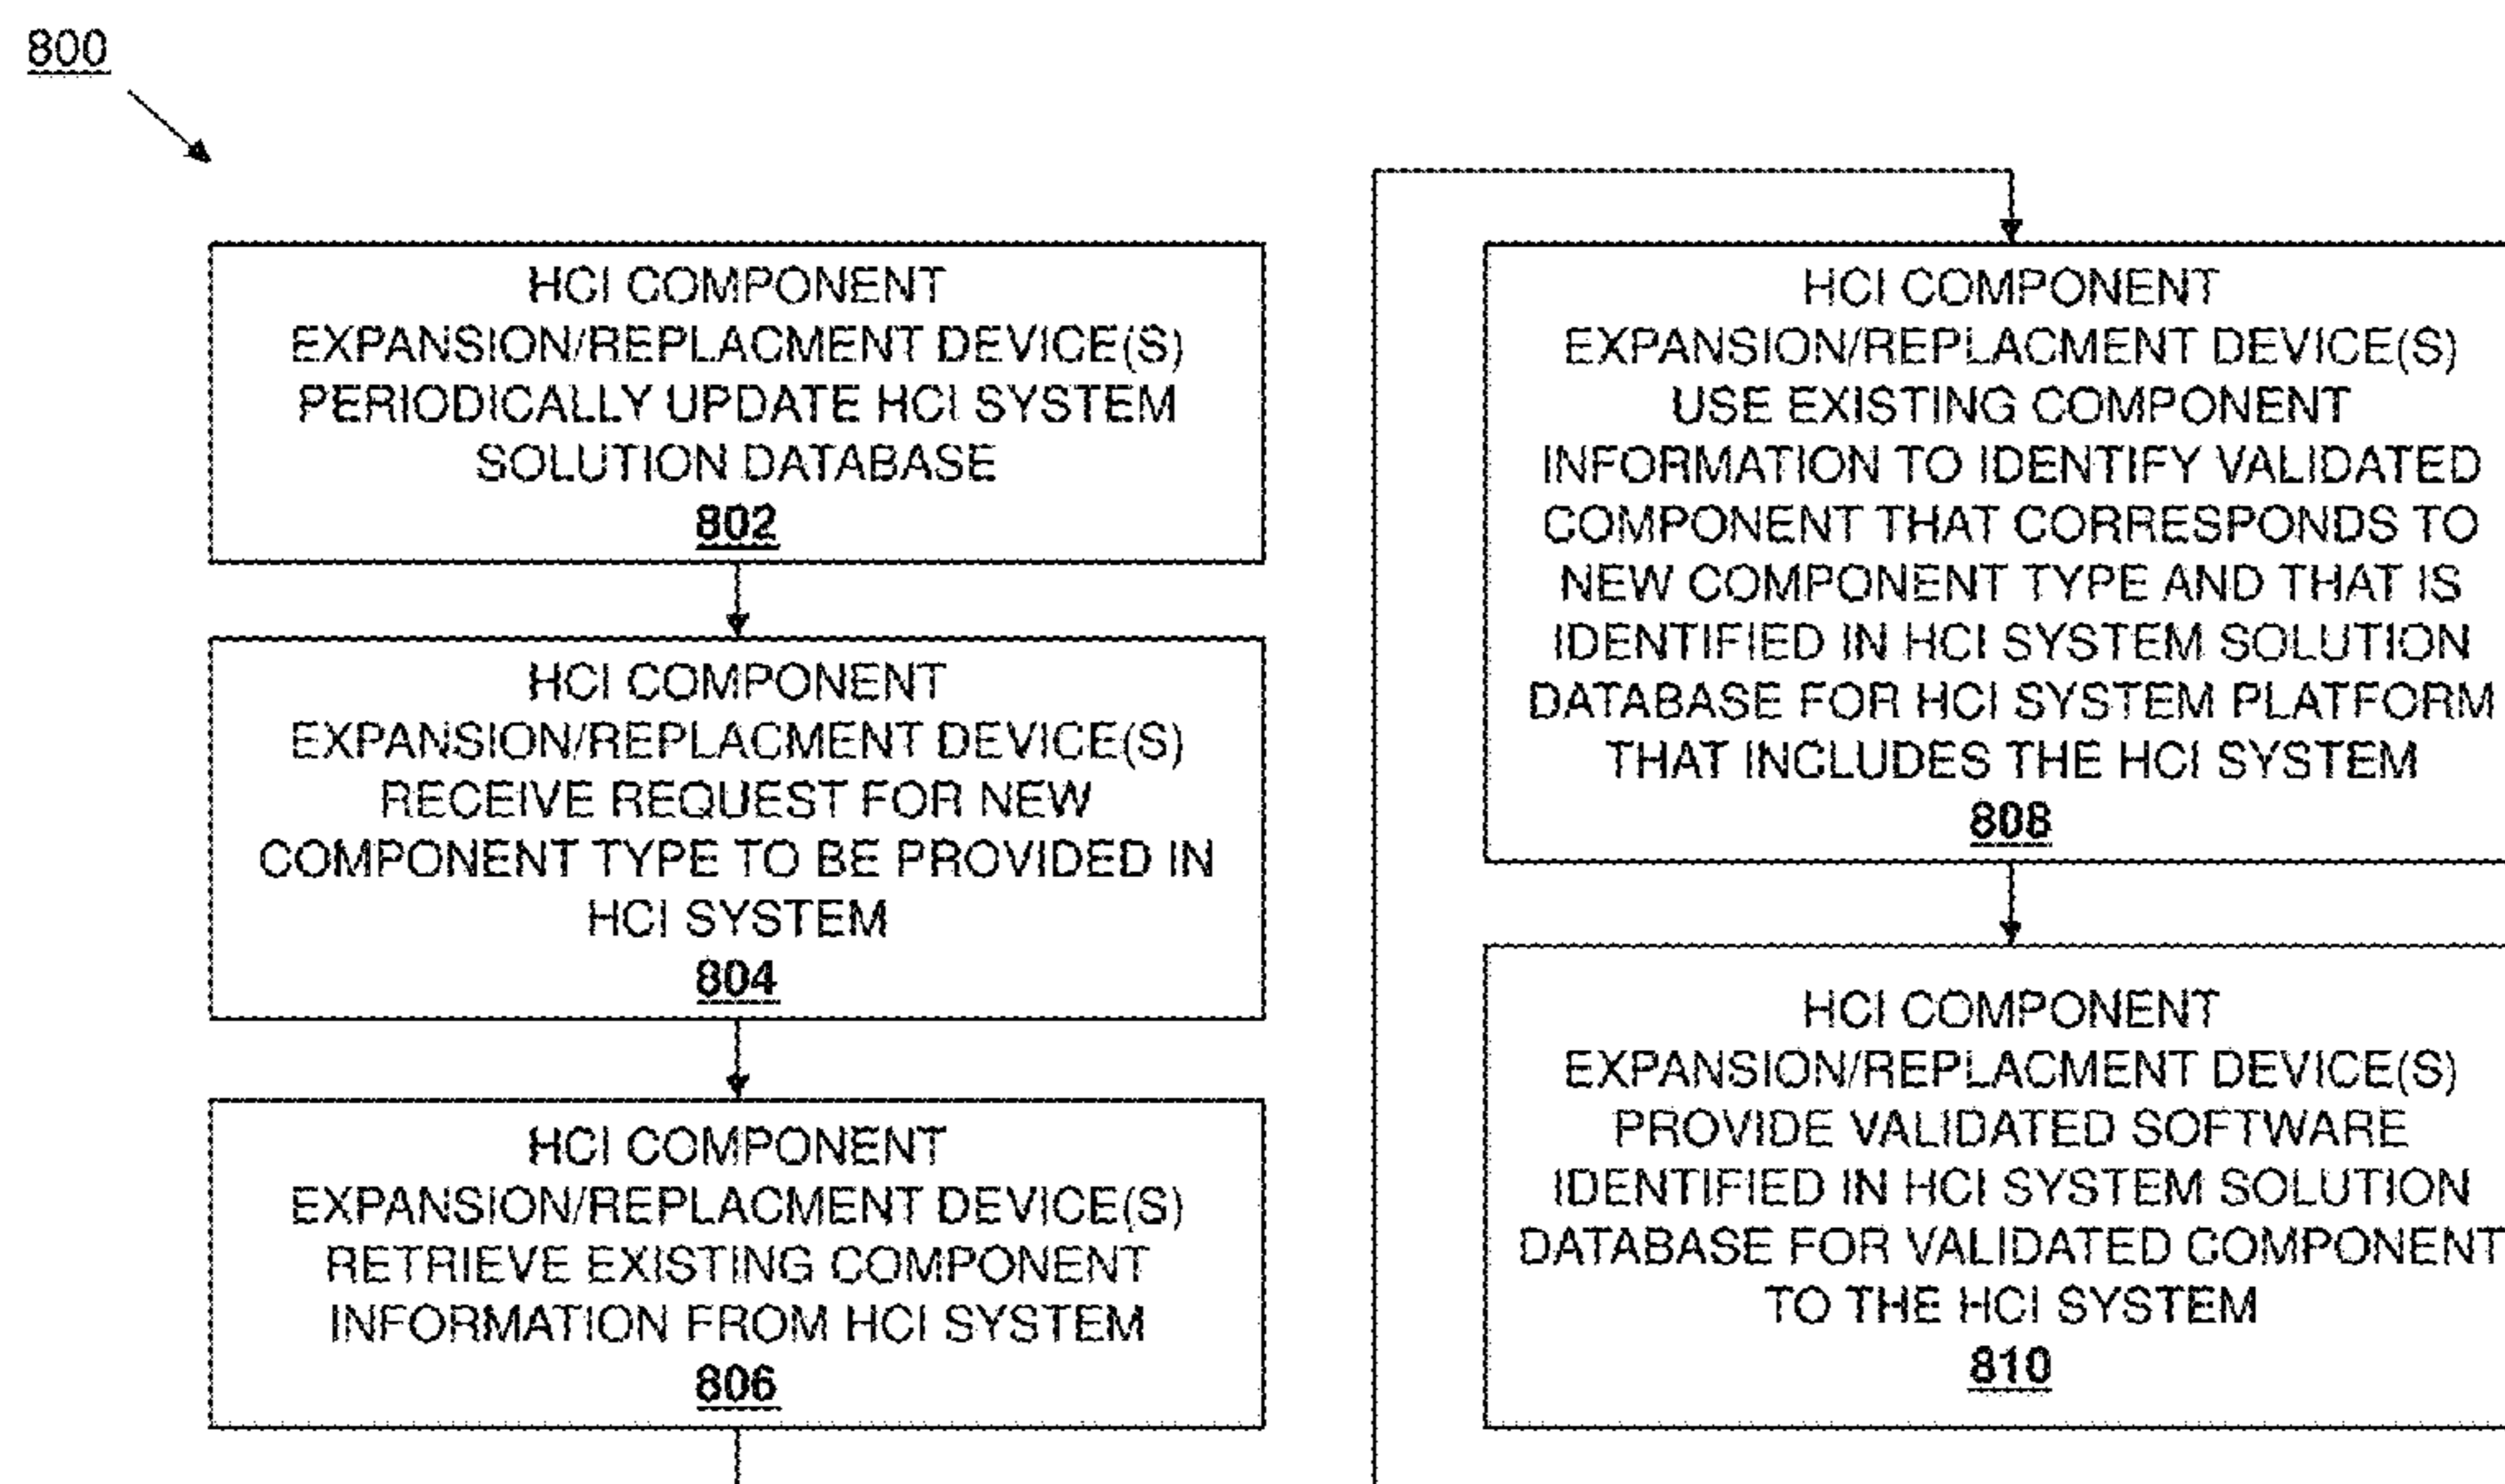 800
HCI COMPONENT
EXPANSION/REPLACMENT DEVICE(S)
PERIODICALLY UPDATE HCI SYSTEM
SOLUTION DATABASE
802
HCI COMPONENT
EXPANSION/REPLACMENT DEVICE(S)
RECEIVE REQUEST FOR NEW
COMPONENT TYPE TO BE PROVIDED IN
HCI SYSTEM
804
HCI COMPONENT
EXPANSION/REPLACMENT DEVICE(S)
RETRIEVE EXISTING COMPONENT
INFORMATION FROM HCI SYSTEM
806
HCI COMPONENT
EXPANSION/REPLACMENT DEVICE(S)
USE EXISTING COMPONENT
INFORMATION TO IDENTIFY VALIDATED
COMPONENT THAT CORRESPONDS TO
NEW COMPONENT TYPE AND THAT IS
IDENTIFIED IN HCI SYSTEM SOLUTION
DATABASE FOR HCI SYSTEM PLATFORM
THAT INCLUDES THE HCI SYSTEM
808
HCI COMPONENT
EXPANSION/REPLACMENT DEVICE(S)
PROVIDE VALIDATED SOFTWARE
IDENTIFIED IN HCI SYSTEM SOLUTION
DATABASE FOR VALIDATED COMPONENT
TO THE HCI SYSTEM
810